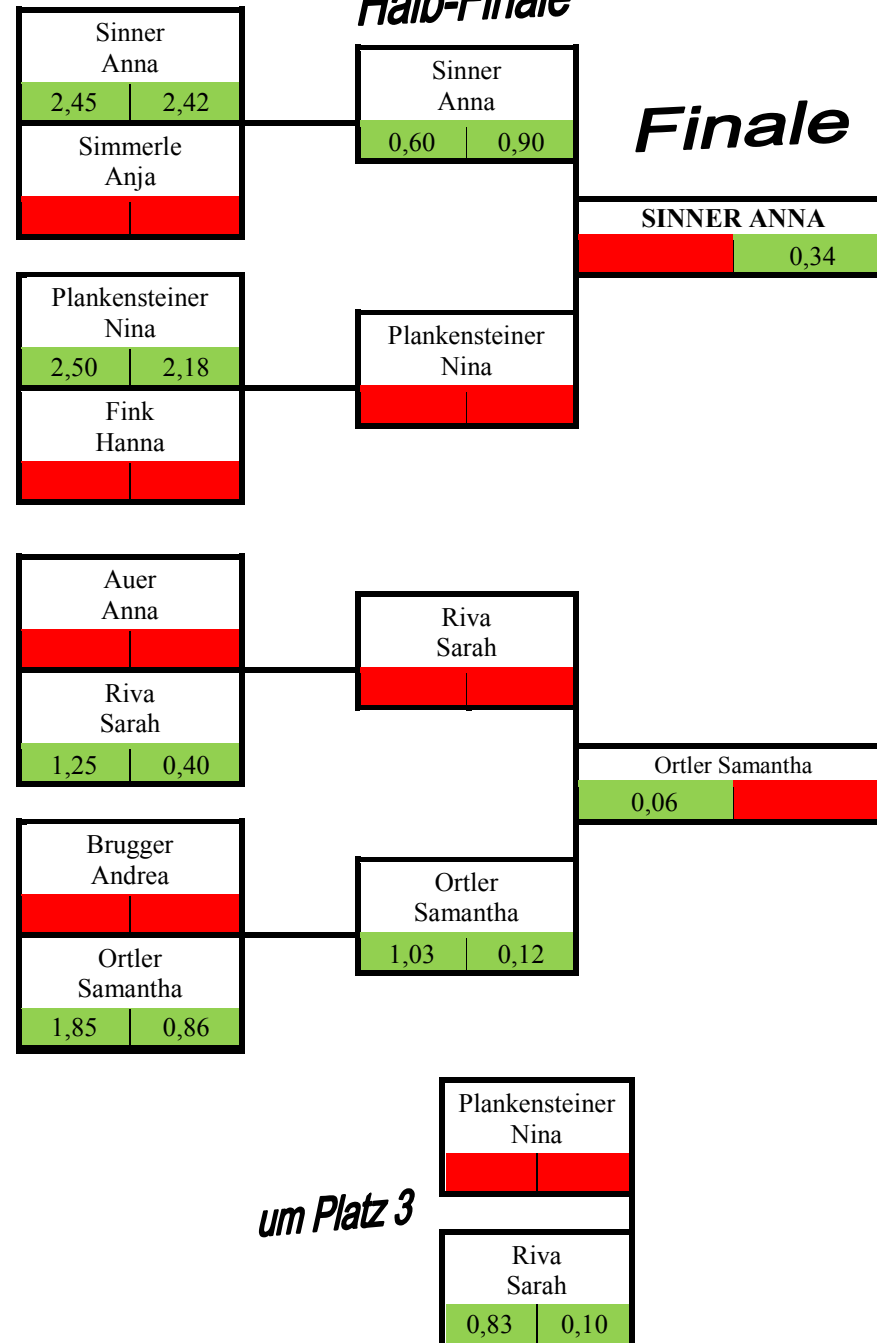 Halb-Finale
Sinner
Anna
2,45 2,42
Simmerle
Anja
Sinner
Anna
0,60 0,90
Finale
SINNER ANNA
0,34
Plankensteiner
Nina
2,50 2,18
Fink
Hanna
Plankensteiner
Nina
Auer
Anna
Riva
Sarah
1,25 0,40
Riva
Sarah
Ortler Samantha
0,06
Brugger
Andrea
Ortler
Samantha
1,85 0,86
Ortler
Samantha
1,03 0,12
um Platz 3
Plankensteiner
Nina
Riva
Sarah
0,83 0,10